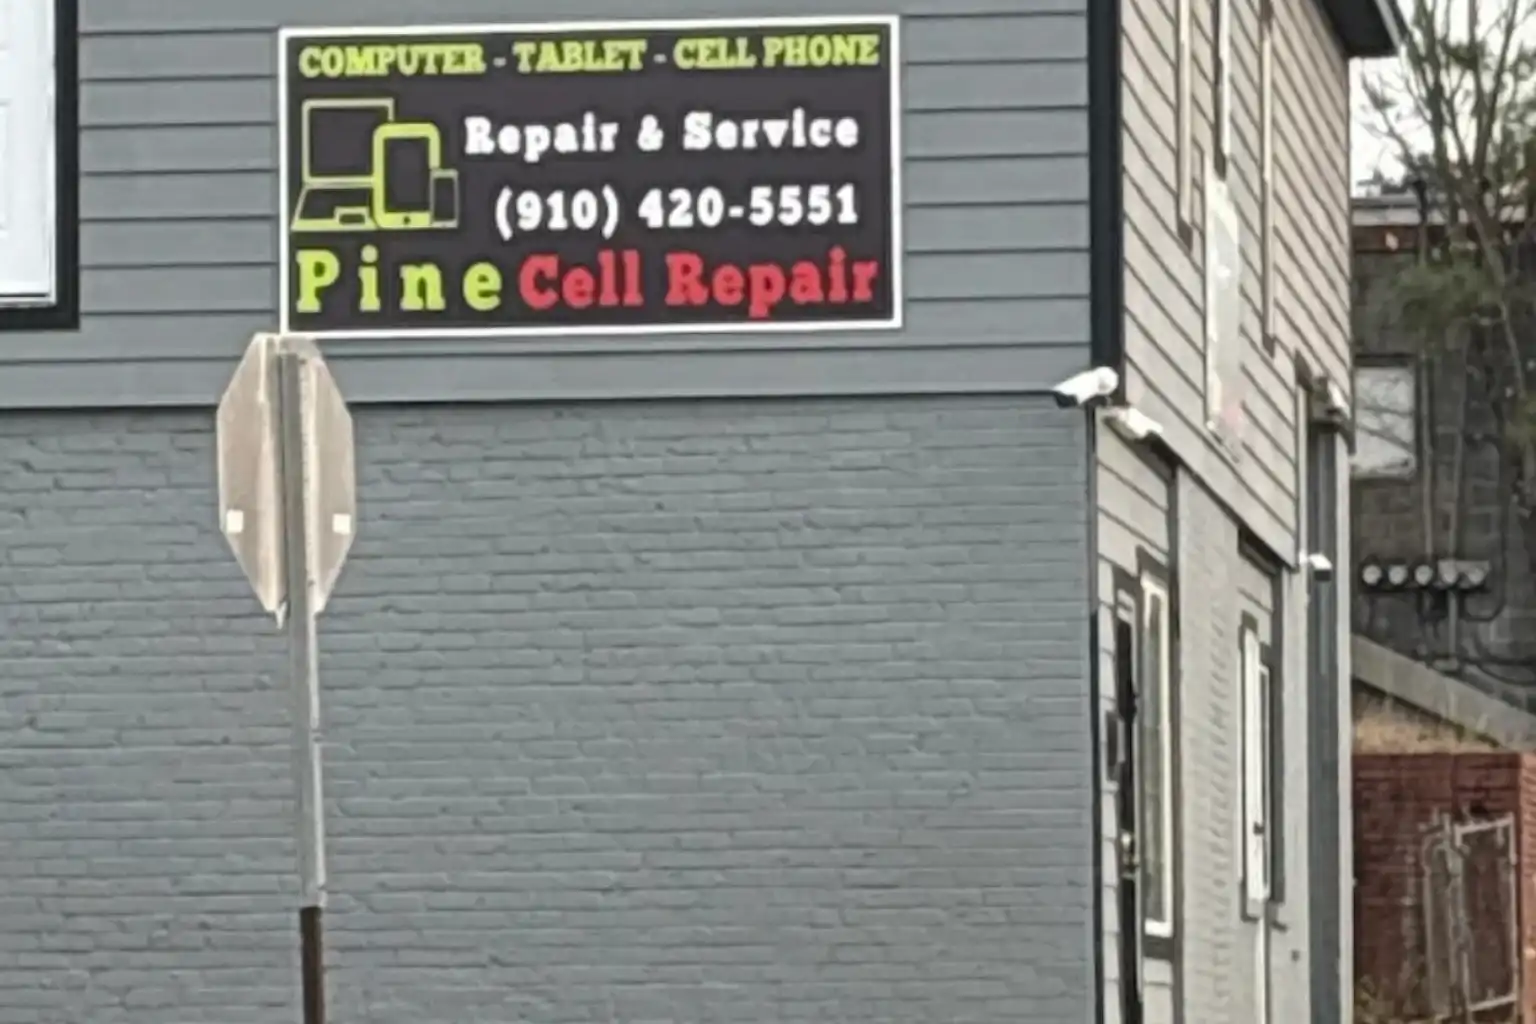 COMPUTER - TABLET - CELL PHONE
Repair & Service
(910) 420-5551
Pine Cell Repair